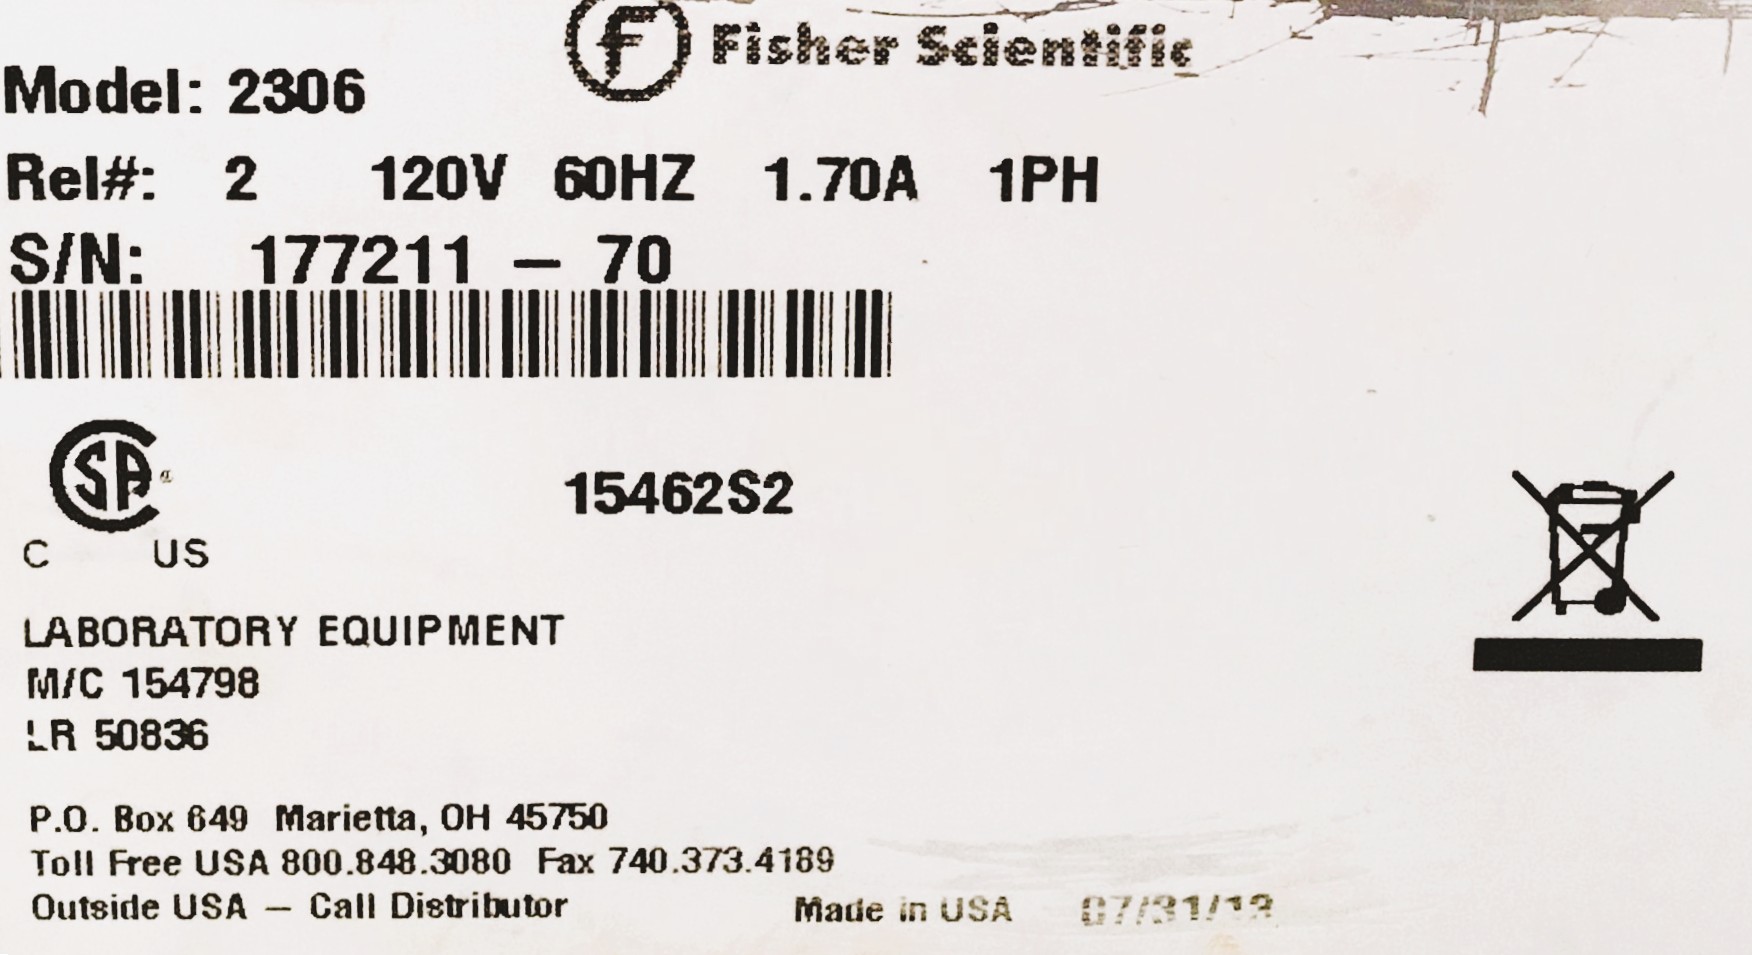 Fisher Scientific
Model: 2306
Rel#: 2 120V 60HZ 1.70A 1PH
S/N: 177211 – 70
CSA
C US
15462S2
LABORATORY EQUIPMENT
M/C 154798
LR 50836
P.O. Box 649 Marietta, OH 45750
Toll Free USA 800.848.3080 Fax 740.373.4189
Outside USA – Call Distributor
Made in USA